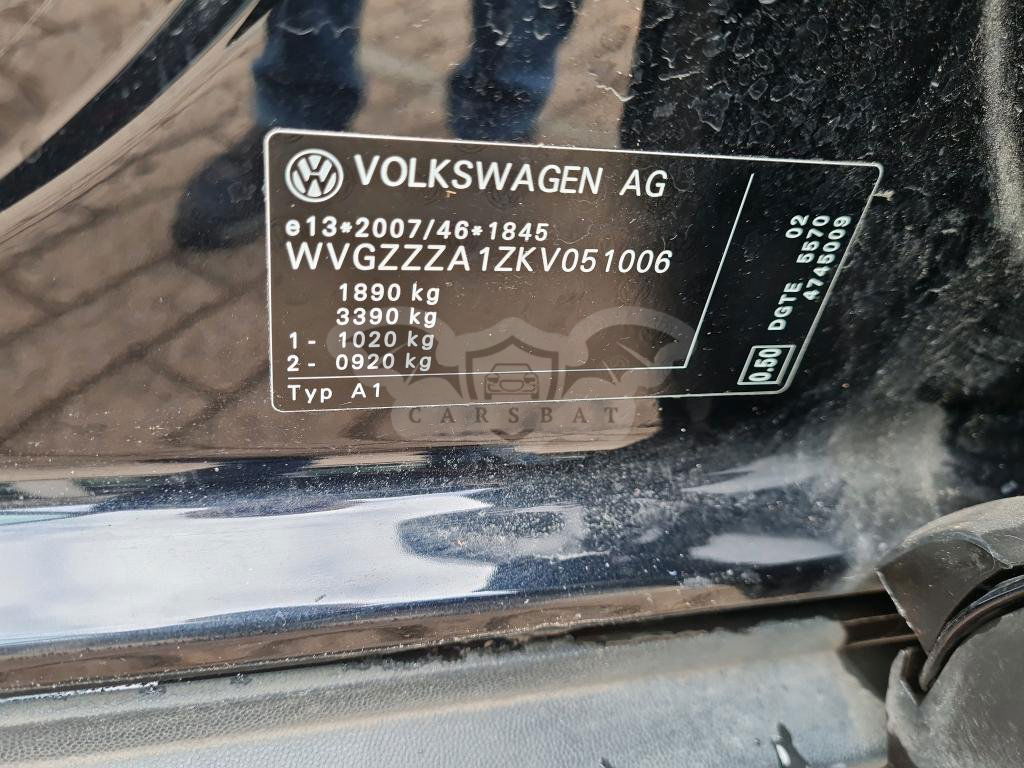 VOLKSWAGEN AG
e13*2007/46*1845
WVGZZZA1ZKV051006
1890 kg
3390 kg
1- 1020 kg
2- 0920 kg
Typ A1
02
DGTE 5570
4745009
0.50
CARSBAT